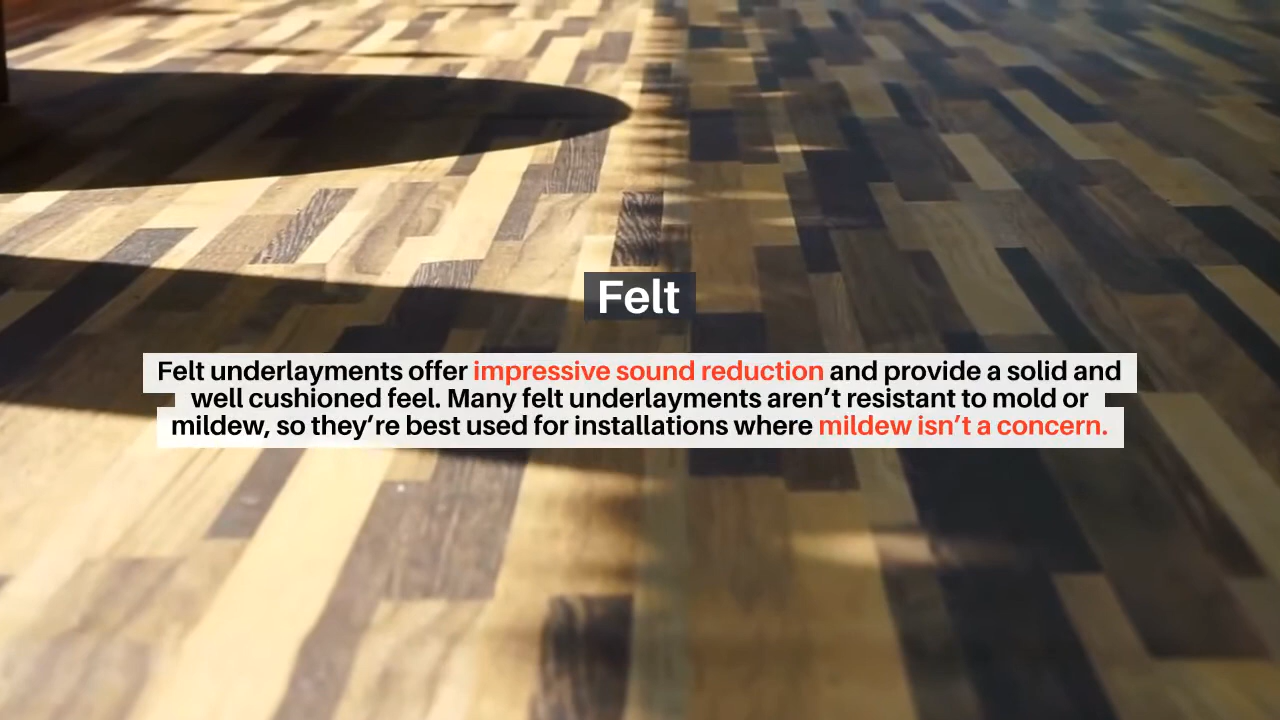 Felt
Felt underlayments offer impressive sound reduction and provide a solid and
well cushioned feel. Many felt underlayments aren’t resistant to mold or
mildew, so they’re best used for installations where mildew isn’t a concern.